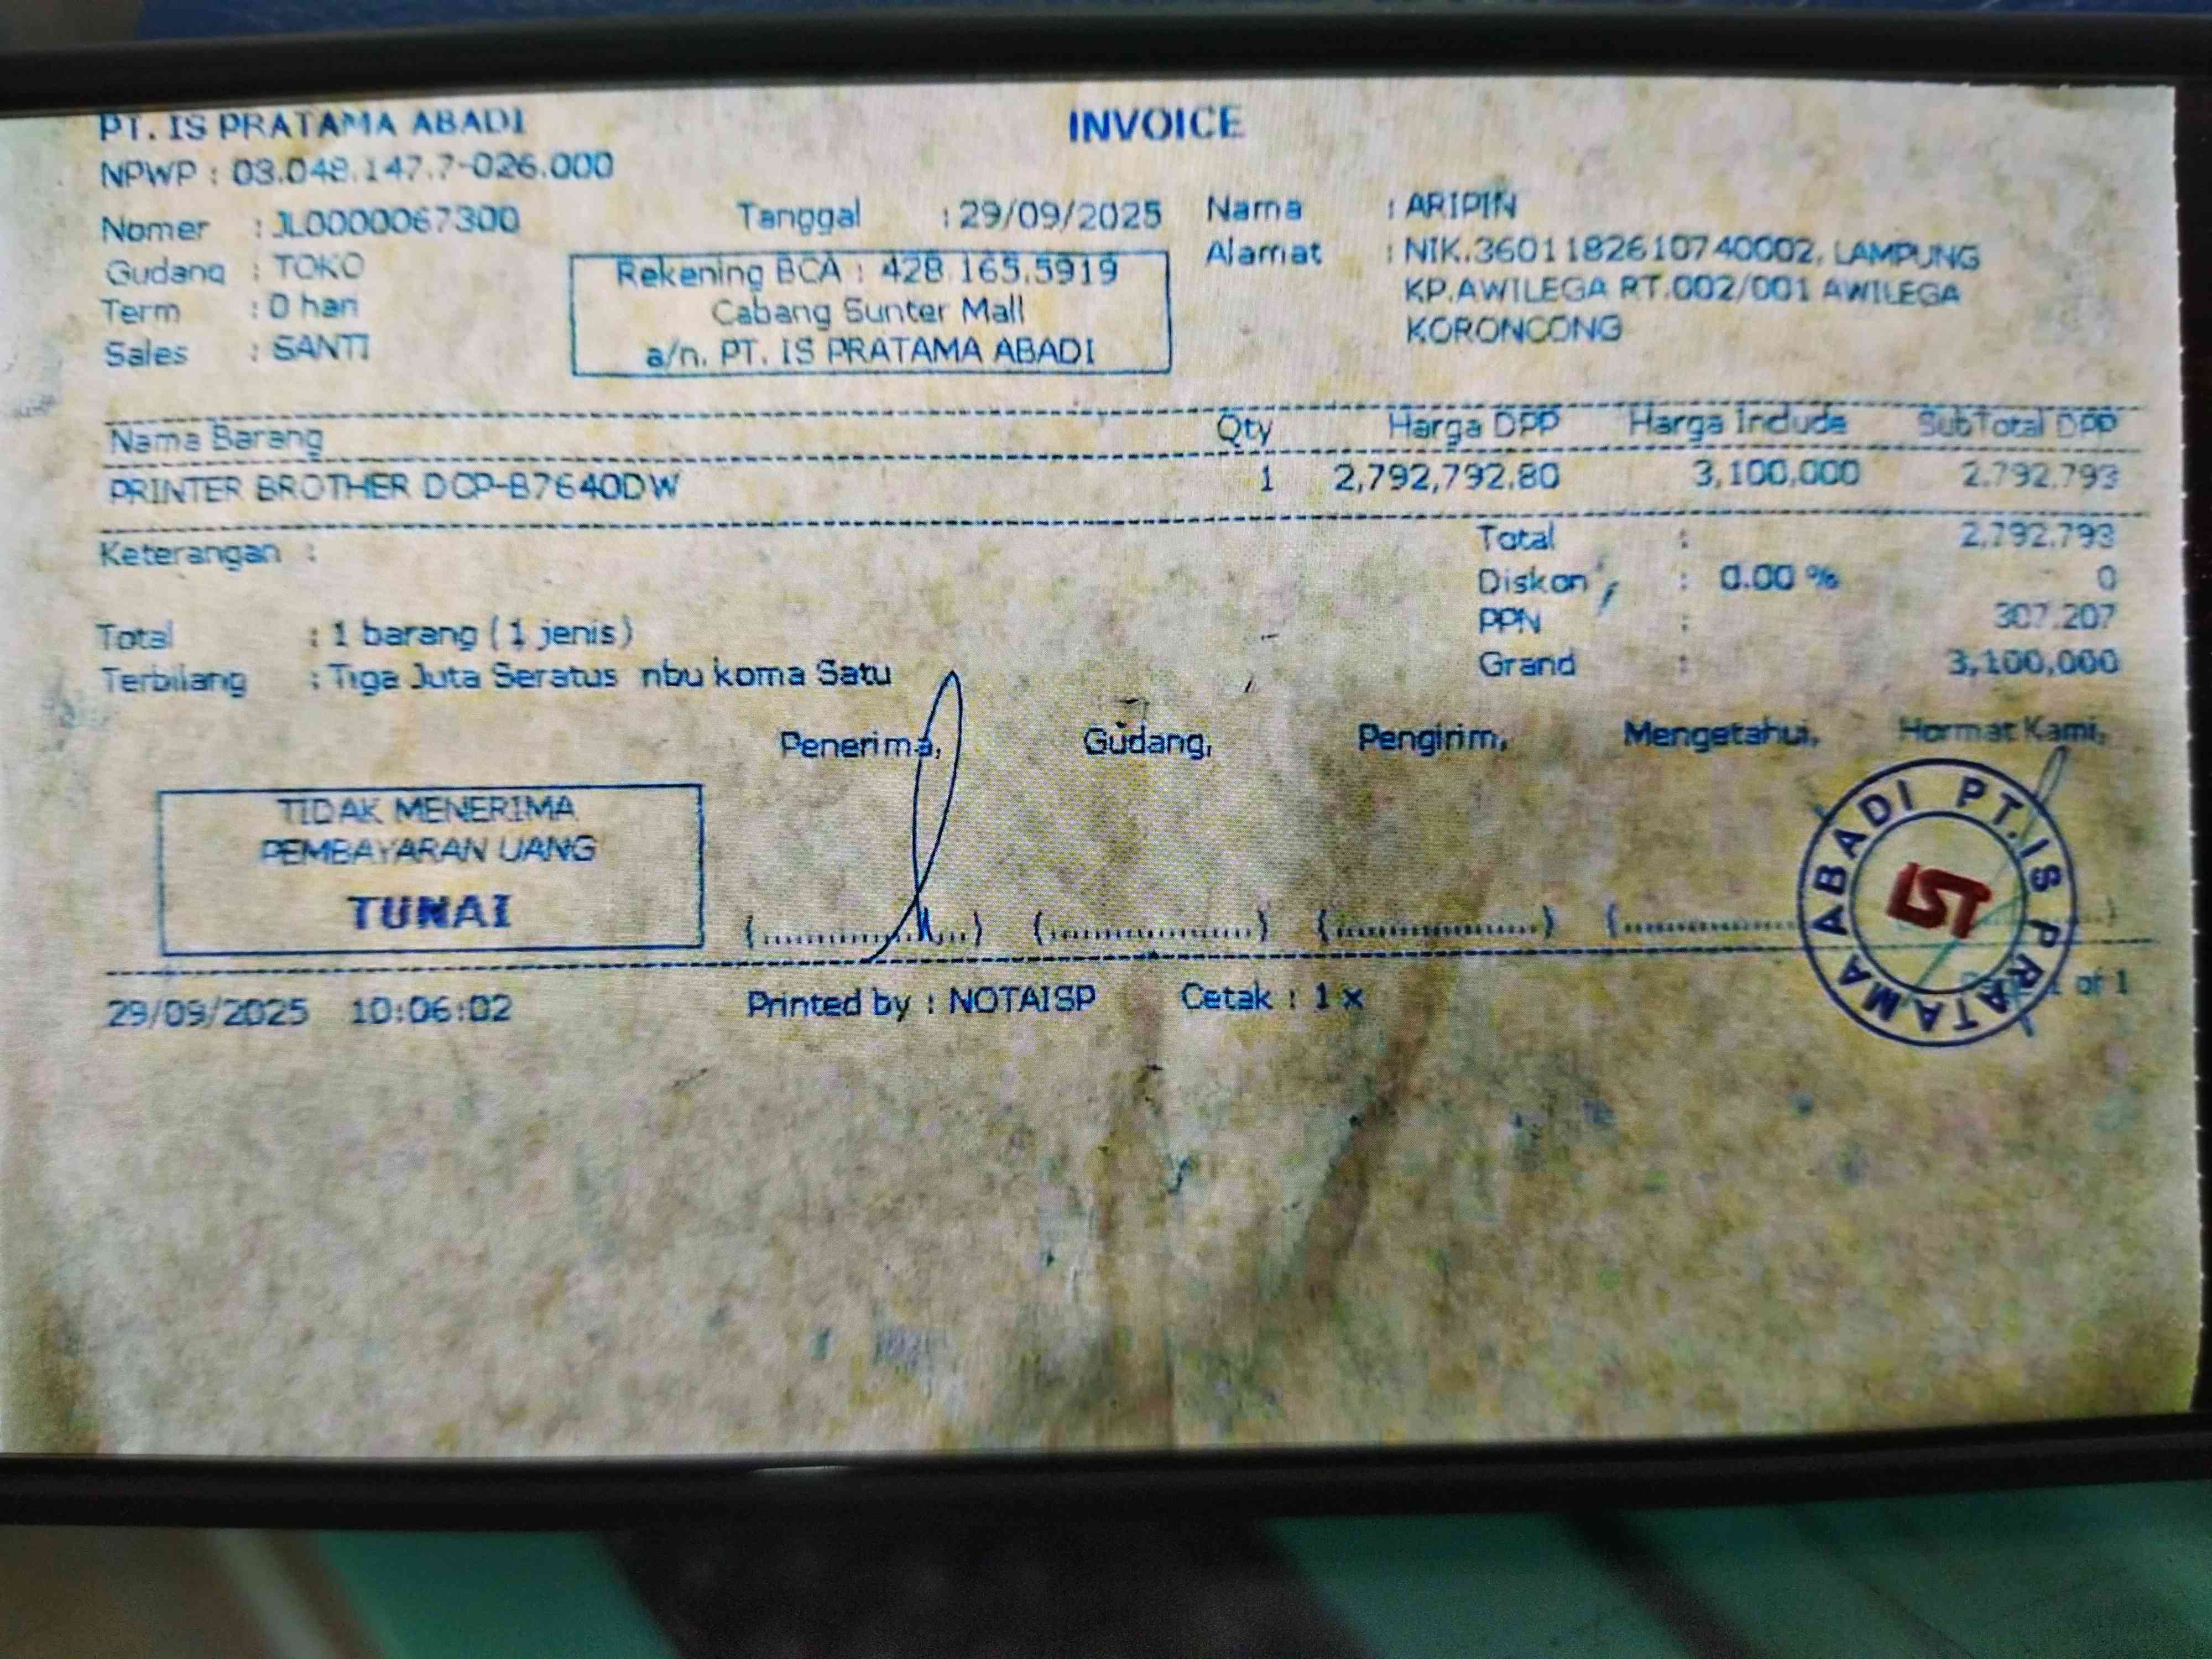 PT. IS PRATAMA ABADI
INVOICE
NPWP : 03.048.147.7-026.000
Nomer : JL0000067300
Gudang : TOKO
Term : 0 hari
Sales : SANTI
Tanggal : 29/09/2025
Rekening BCA : 428.165.5919
Cabang Sunter Mall
a/n. PT. IS PRATAMA ABADI
Nama : ARIPIN
Alamat : NIK.3601182610740002, LAMPUNG
KP.AWILEGA RT.002/001 AWILEGA
KORONCONG
Nama Barang Qty Harga DPP Harga Include SubTotal DPP
PRINTER BROTHER DCP-B7640DW 1 2,792,792.80 3,100,000 2,792,793
Keterangan :
Total : 2,792,793
Diskon : 0.00 % 0
PPN : 307,207
Grand : 3,100,000
Total : 1 barang ( 1 jenis )
Terbilang : Tiga Juta Seratus ribu koma Satu
Penerima, Gudang, Pengirim, Mengetahui, Hormat Kami,
TIDAK MENERIMA
PEMBAYARAN UANG
TUNAI
PT. IS PRATAMA ABADI
29/09/2025 10:06:02 Printed by : NOTAISP Cetak : 1 x 1 of 1